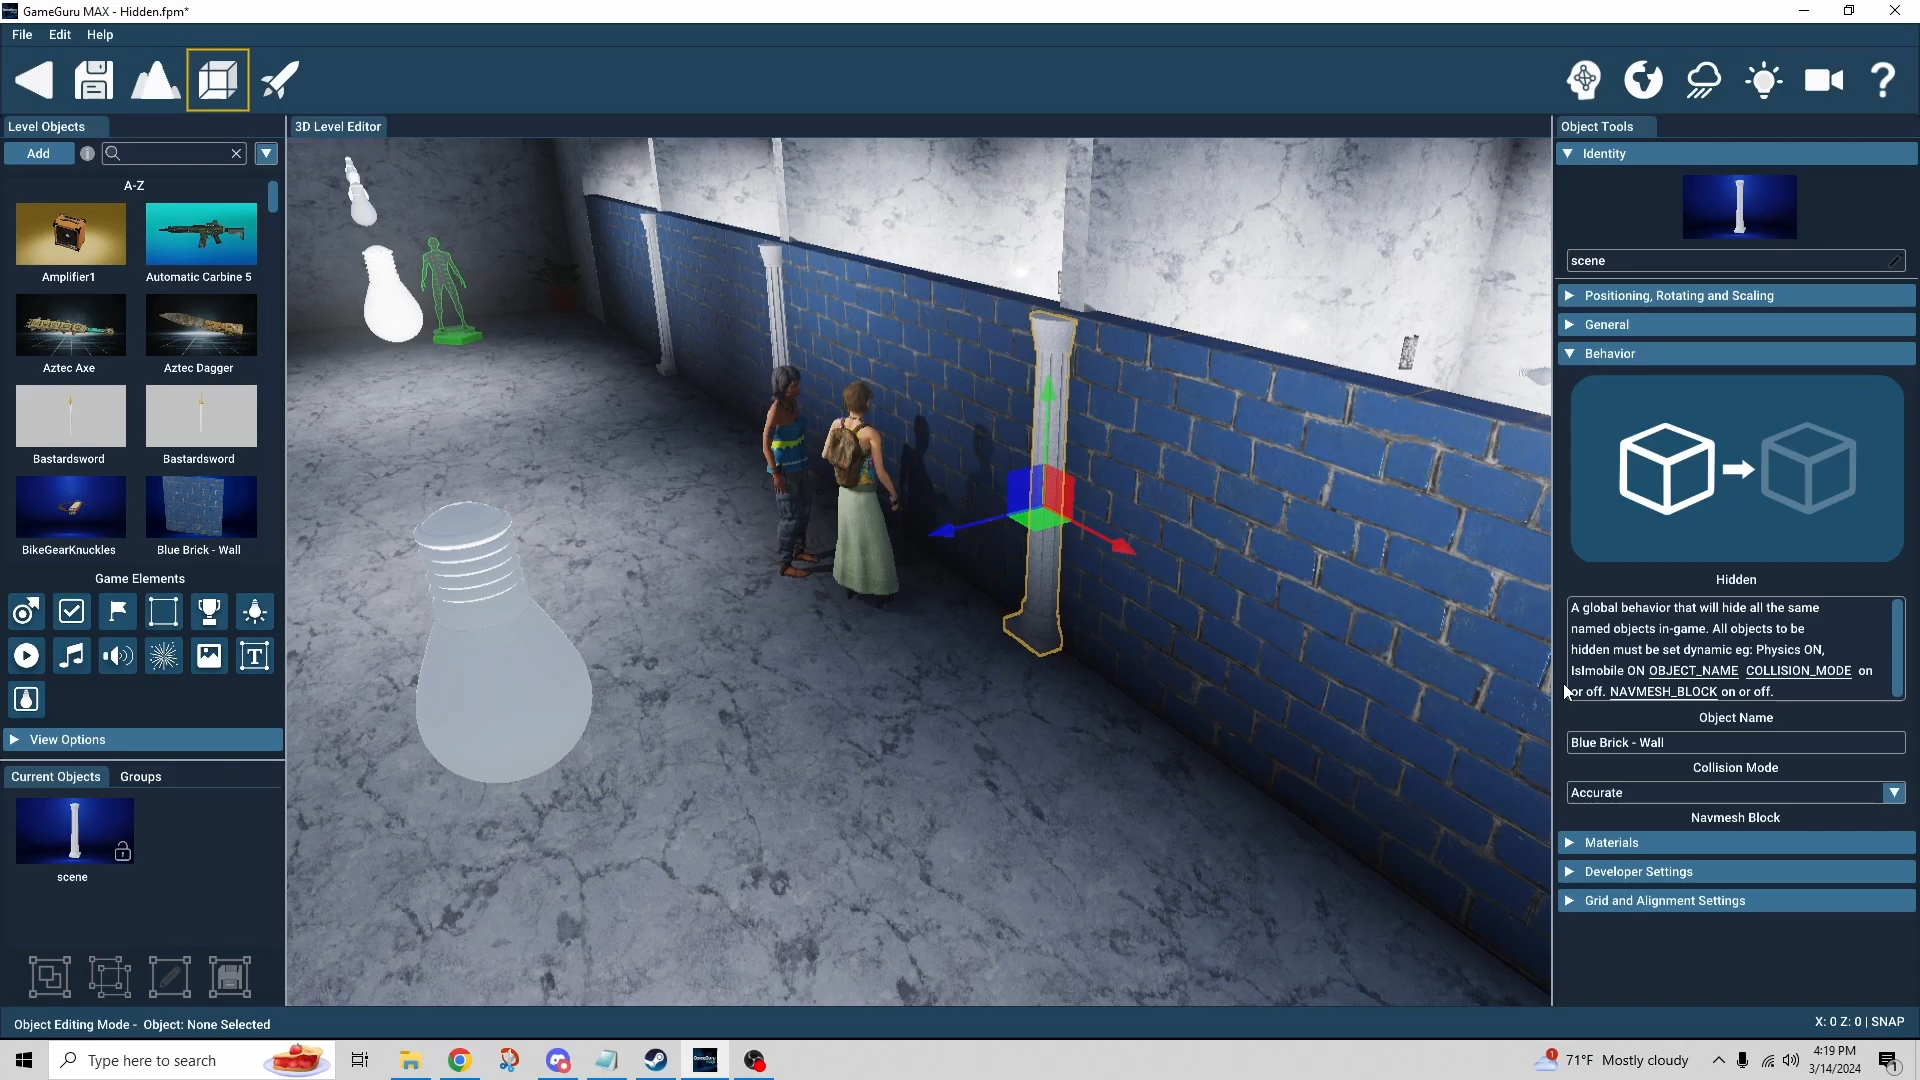 GameGuru MAX - Hidden.fpm*
File Edit Help
Level Objects
3D Level Editor
Object Tools
Add
A-Z
Amplifier1
Automatic Carbine 5
Aztec Axe
Aztec Dagger
Bastardsword
Bastardsword
BikeGearKnuckles
Blue Brick - Wall
Game Elements
View Options
Current Objects
Groups
scene
Identity
scene
Positioning, Rotating and Scaling
General
Behavior
Hidden
A global behavior that will hide all the same
named objects in-game. All objects to be
hidden must be set dynamic eg: Physics ON,
IsImobile ON OBJECT_NAME COLLISION_MODE on
or off. NAVMESH_BLOCK on or off.
Object Name
Blue Brick - Wall
Collision Mode
Accurate
Navmesh Block
Materials
Developer Settings
Grid and Alignment Settings
Object Editing Mode - Object: None Selected
X: 0 Z: 0 | SNAP
Type here to search
1
71°F Mostly cloudy
4:19 PM
3/14/2024
1